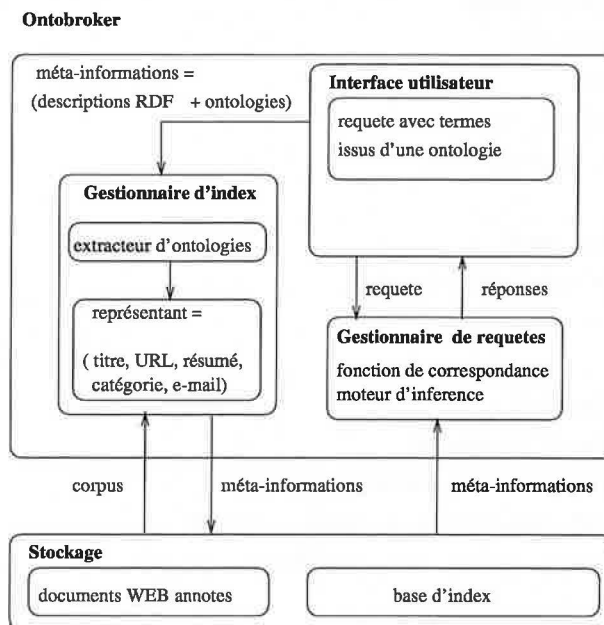 Ontobroker
méta-informations =
(descriptions RDF + ontologies)
Interface utilisateur
requete avec termes
issus d'une ontologie
Gestionnaire d'index
extracteur d'ontologies
représentant =
( titre, URL, résumé,
catégorie, e-mail)
requete
réponses
Gestionnaire de requetes
fonction de correspondance
moteur d'inference
corpus
méta-informations
méta-informations
Stockage
documents WEB annotes
base d'index